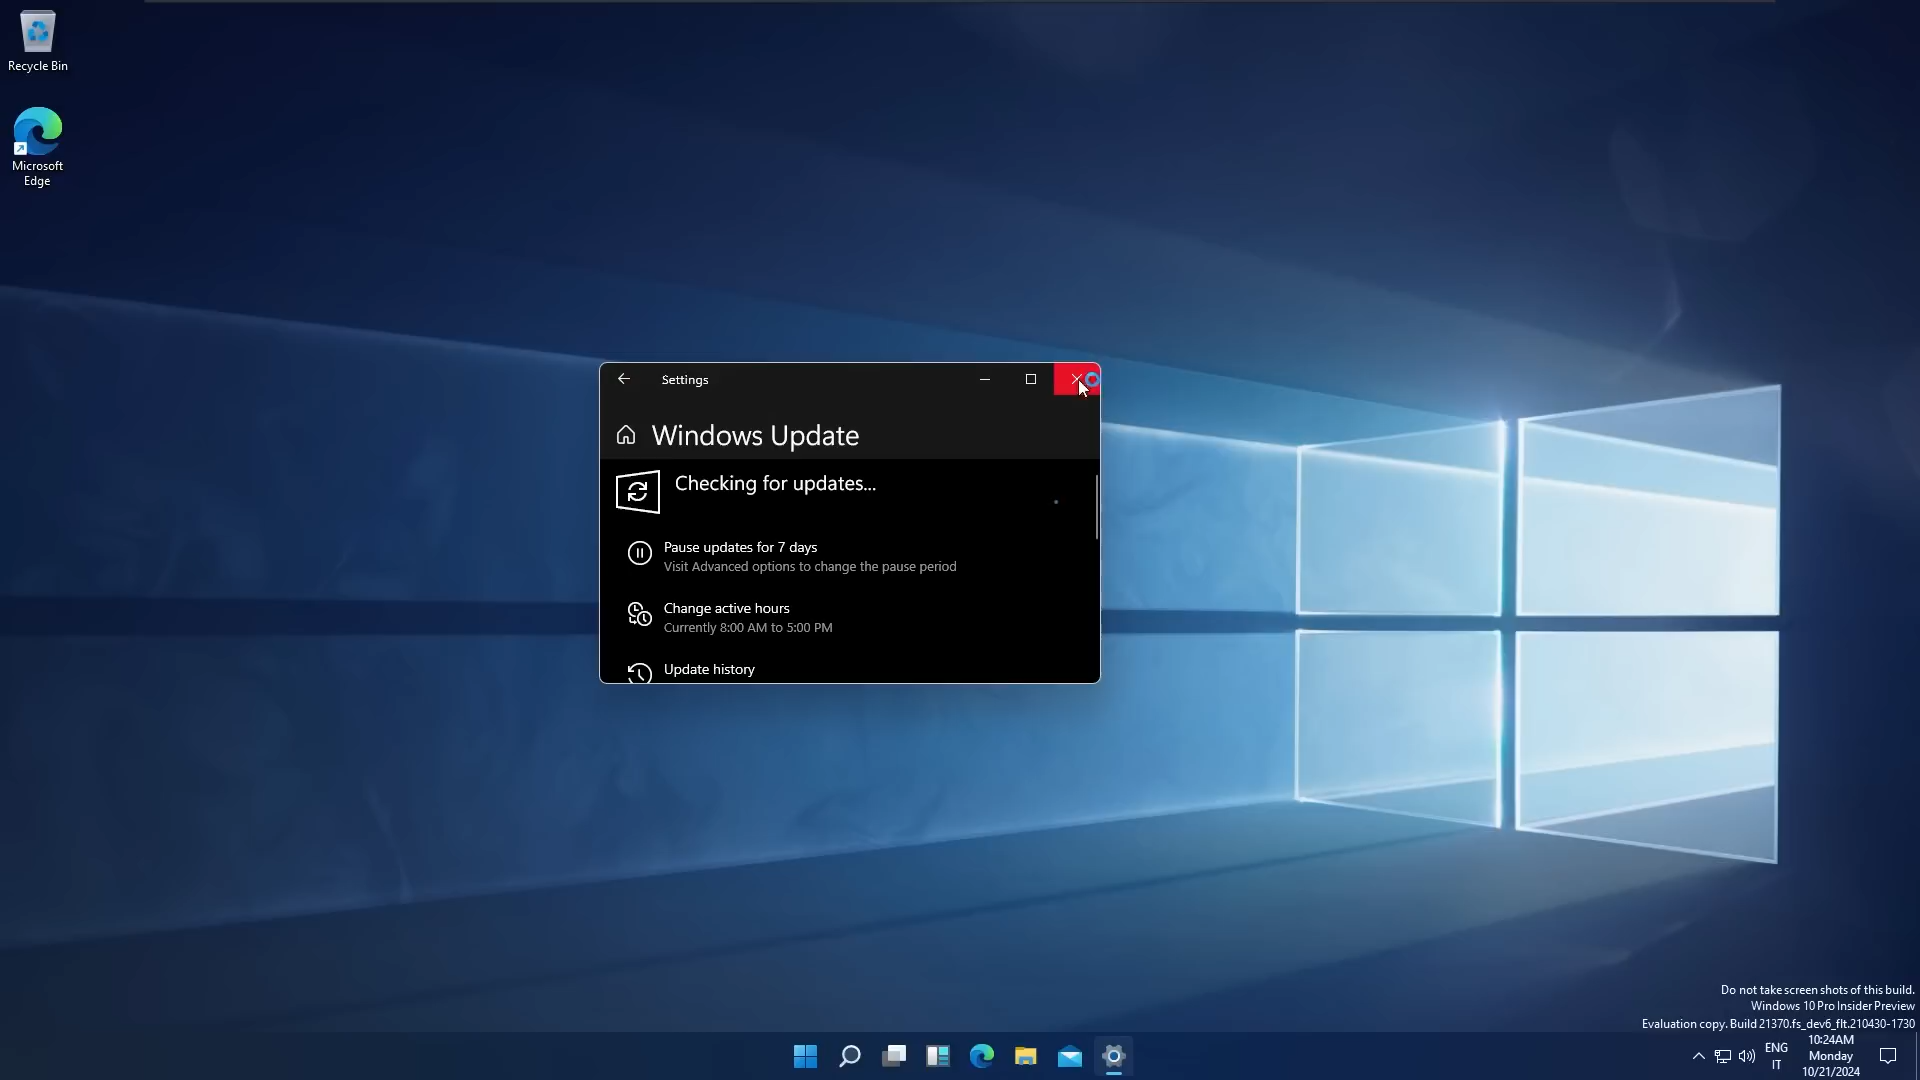 Recycle Bin
Microsoft
Edge
Settings
Windows Update
Checking for updates...
Pause updates for 7 days
Visit Advanced options to change the pause period
Change active hours
Currently 8:00 AM to 5:00 PM
Update history
Do not take screen shots of this build.
Windows 10 Pro Insider Preview
Evaluation copy. Build 21370.fs_dev6_flt.210430-1730
ENG
IT
10:24AM
Monday
10/21/2024